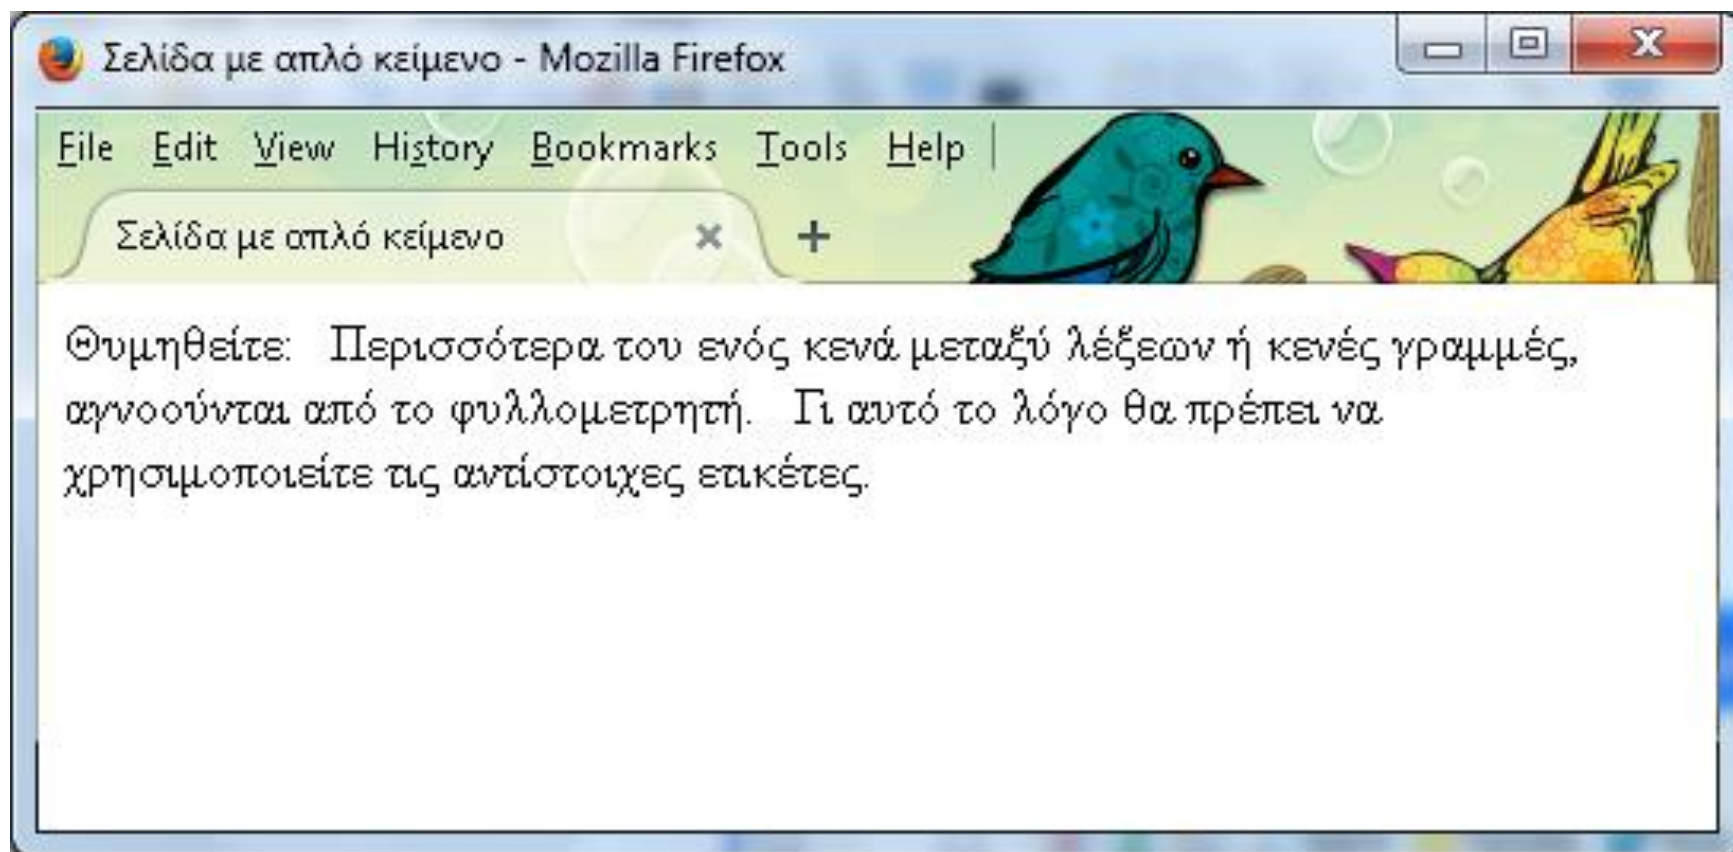 Σελίδα με απλό κείμενο - Mozilla Firefox
File Edit View History Bookmarks Tools Help
Σελίδα με απλό κείμενο
Θυμηθείτε: Περισσότερα του ενός κενά μεταξύ λέξεων ή κενές γραμμές,
αγνοούνται από το φυλλομετρητή. Γι αυτό το λόγο θα πρέπει να
χρησιμοποιείτε τις αντίστοιχες ετικέτες.